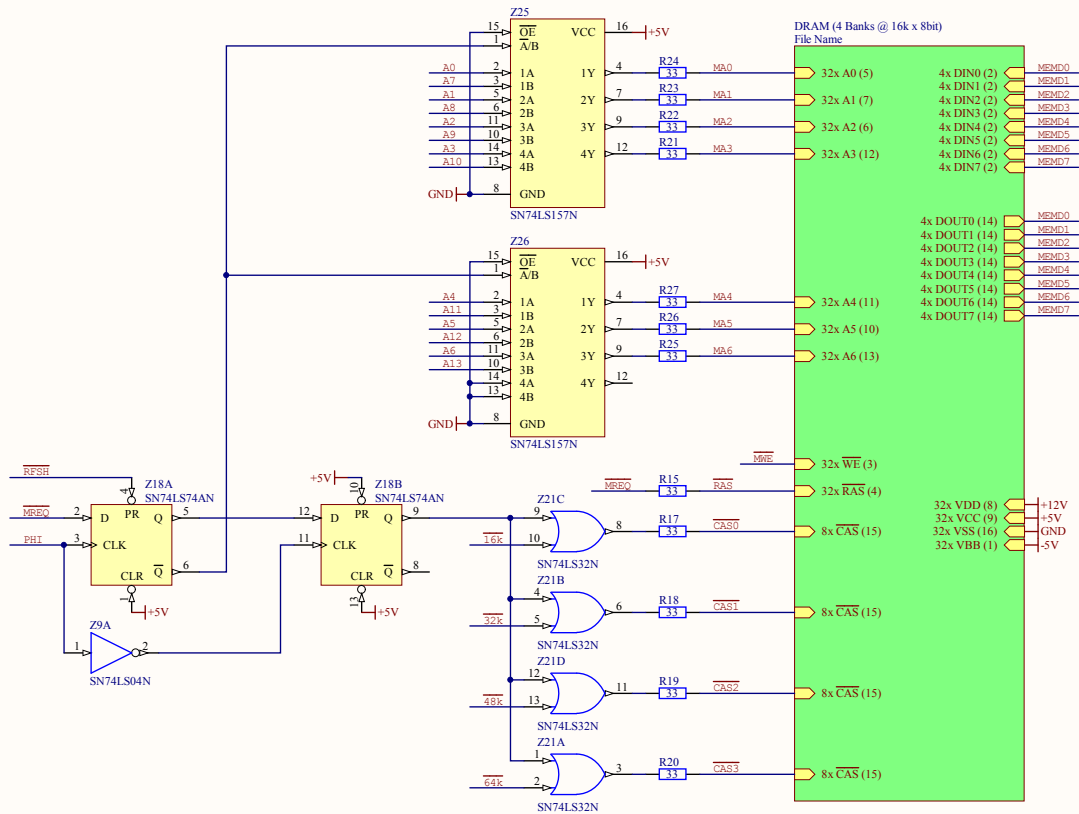 Z25
15 OE VCC 16 +5V
1 A/B
A0 2 1A 1Y 4 R24 33 MA0
A7 3 1B
A1 5 2A 2Y 7 R23 33 MA1
A8 6 2B
A2 11 3A 3Y 9 R22 33 MA2
A9 10 3B
A3 14 4A 4Y 12 R21 33 MA3
A10 13 4B
GND 8 GND
SN74LS157N
Z26
15 OE VCC 16 +5V
1 A/B
A4 2 1A 1Y 4 R27 33 MA4
A11 3 1B
A5 5 2A 2Y 7 R26 33 MA5
A12 6 2B
A6 11 3A 3Y 9 R25 33 MA6
A13 10 3B
14 4A 4Y 12
13 4B
GND 8 GND
SN74LS157N
DRAM (4 Banks @ 16k x 8bit)
File Name
32x A0 (5)
32x A1 (7)
32x A2 (6)
32x A3 (12)
32x A4 (11)
32x A5 (10)
32x A6 (13)
MWE 32x WE (3)
MREQ R15 33 RAS 32x RAS (4)
8x CAS (15)
8x CAS (15)
8x CAS (15)
8x CAS (15)
4x DIN0 (2) MEMD0
4x DIN1 (2) MEMD1
4x DIN2 (2) MEMD2
4x DIN3 (2) MEMD3
4x DIN4 (2) MEMD4
4x DIN5 (2) MEMD5
4x DIN6 (2) MEMD6
4x DIN7 (2) MEMD7
4x DOUT0 (14) MEMD0
4x DOUT1 (14) MEMD1
4x DOUT2 (14) MEMD2
4x DOUT3 (14) MEMD3
4x DOUT4 (14) MEMD4
4x DOUT5 (14) MEMD5
4x DOUT6 (14) MEMD6
4x DOUT7 (14) MEMD7
32x VDD (8) +12V
32x VCC (9) +5V
32x VSS (16) GND
32x VBB (1) -5V
RFSH
Z18A
SN74LS74AN
4 PR
MREQ 2 D Q 5
PHI 3 CLK
Q 6
CLR
1 +5V
Z9A
1 2
SN74LS04N
+5V
Z18B
SN74LS74AN
10 PR
12 D Q 9
11 CLK
Q 8
CLR
13 +5V
Z21C
9
16k 10 8 R17 33 CAS0
SN74LS32N
Z21B
4
32k 5 6 R18 33 CAS1
SN74LS32N
Z21D
12
48k 13 11 R19 33 CAS2
SN74LS32N
Z21A
1
64k 2 3 R20 33 CAS3
SN74LS32N